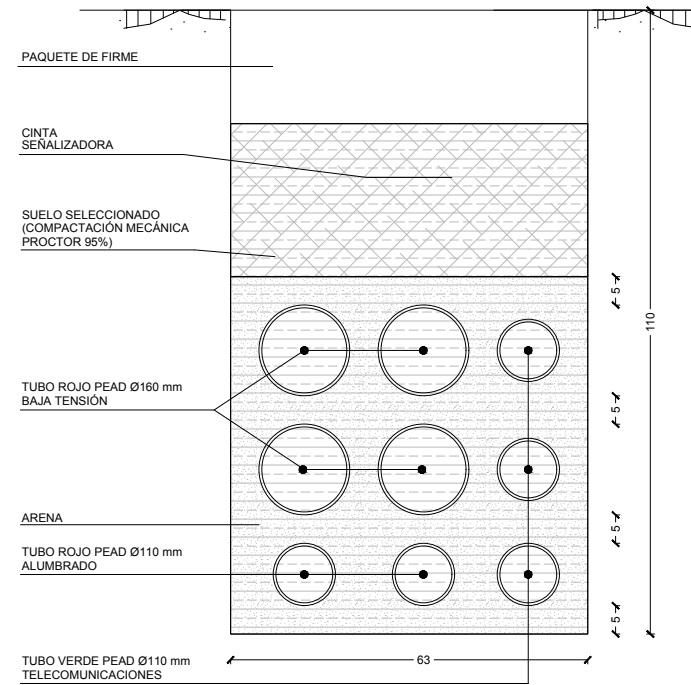 PAQUETE DE FIRME
CINTA
SEÑALIZADORA
SUELO SELECCIONADO
(COMPACTACIÓN MECÁNICA
PROCTOR 95%)
TUBO ROJO PEAD Ø160 mm
BAJA TENSIÓN
ARENA
TUBO ROJO PEAD Ø110 mm
ALUMBRADO
TUBO VERDE PEAD Ø110 mm
TELECOMUNICACIONES
5
5
5
5
110
63